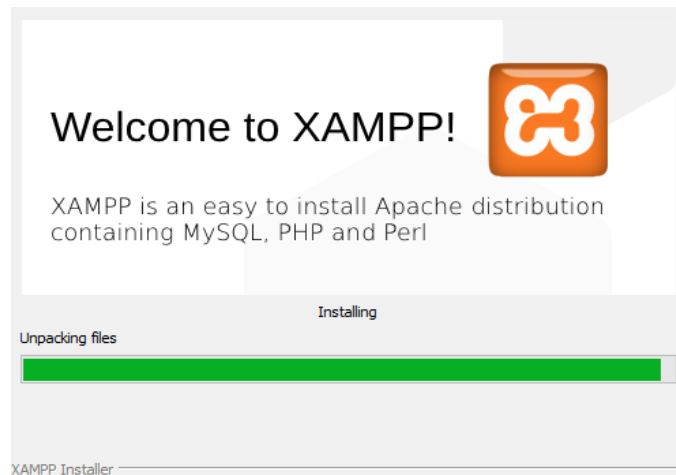 Welcome to XAMPP!
XAMPP is an easy to install Apache distribution
containing MySQL, PHP and Perl
Installing
Unpacking files
XAMPP Installer